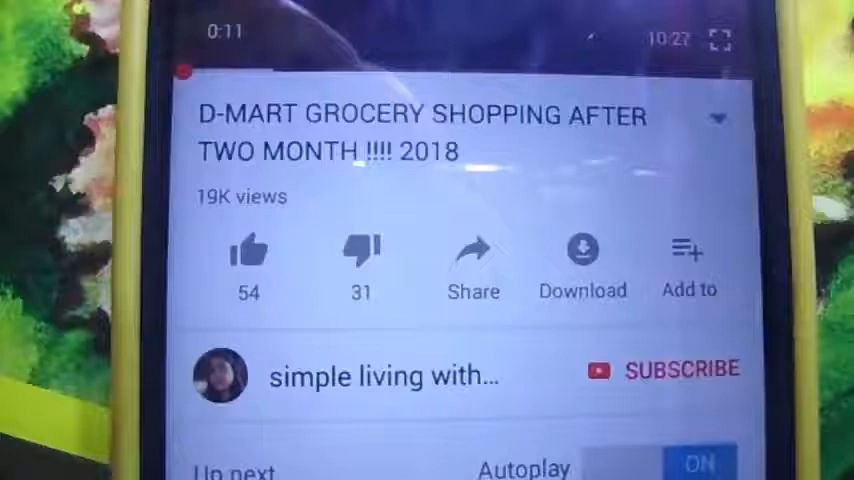 0:11
10:27
D-MART GROCERY SHOPPING AFTER
TWO MONTH !!!! 2018
19K views
54
31
Share
Download
Add to
simple living with...
SUBSCRIBE
Up next
Autoplay
ON